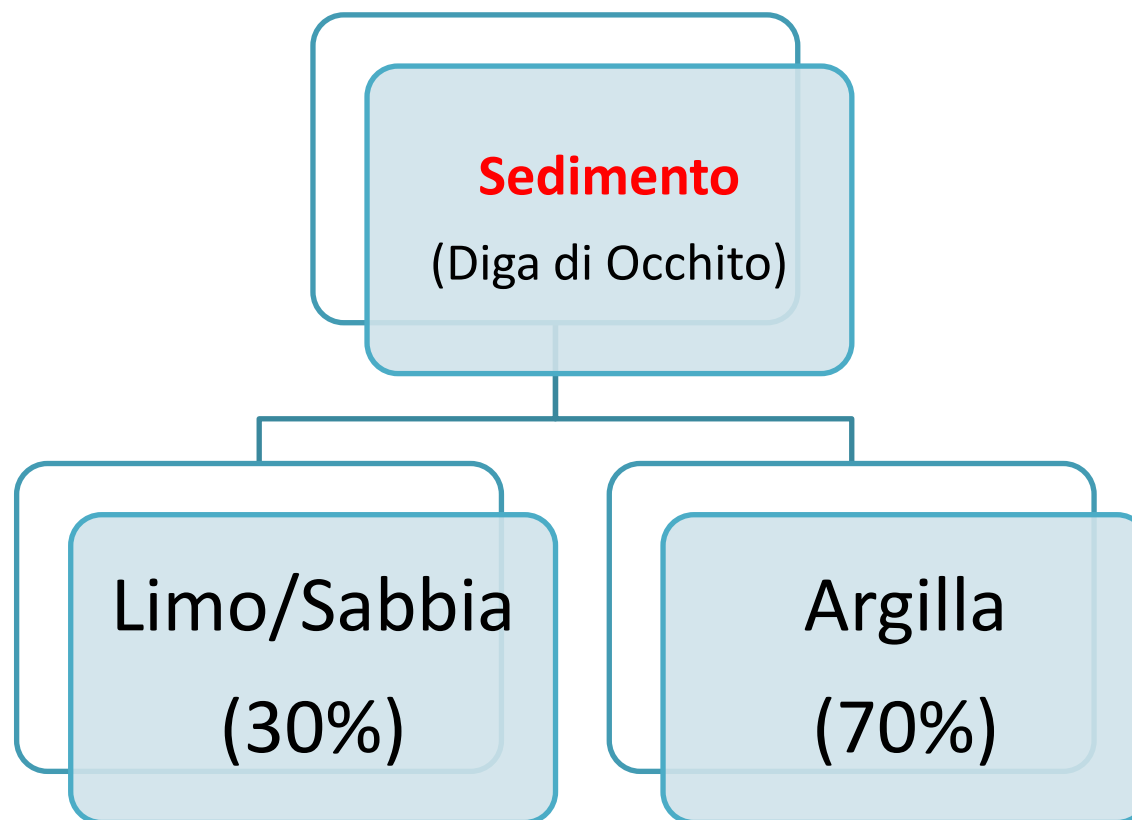 Sedimento
(Diga di Occhito)
Limo/Sabbia
(30%)
Argilla
(70%)